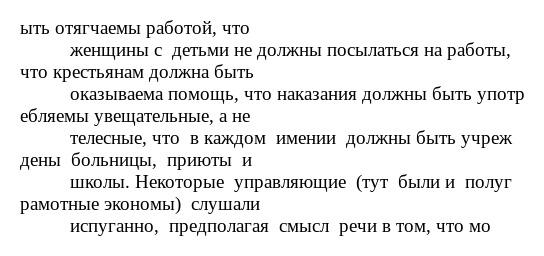 ыть отягчаемы работой, что
женщины с детьми не должны посылаться на работы,
что крестьянам должна быть
оказываема помощь, что наказания должны быть употр
ебляемы увещательные, а не
телесные, что в каждом имении должны быть учреж
дены больницы, приюты и
школы. Некоторые управляющие (тут были и полуг
рамотные экономы) слушали
испуганно, предполагая смысл речи в том, что мо